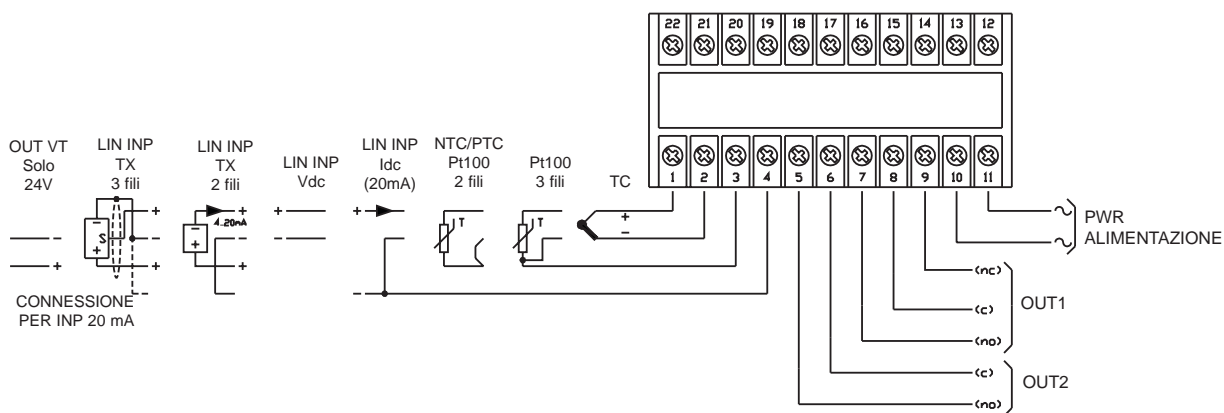 22 21 20 19 18 17 16 15 14 13 12
1 2 3 4 5 6 7 8 9 10 11
OUT VT
Solo
24V
LIN INP
TX
3 fili
LIN INP
TX
2 fili
LIN INP
Vdc
LIN INP
Idc
(20mA)
NTC/PTC
Pt100
2 fili
Pt100
3 fili
TC
−
+
−
S
+
+
−
+
−
+
4..20mA
+
−
−
+
−
+
−
+
−
T
T
+
−
CONNESSIONE
PER INP 20 mA
PWR
ALIMENTAZIONE
(nc)
(c)
(no)
OUT1
(c)
(no)
OUT2